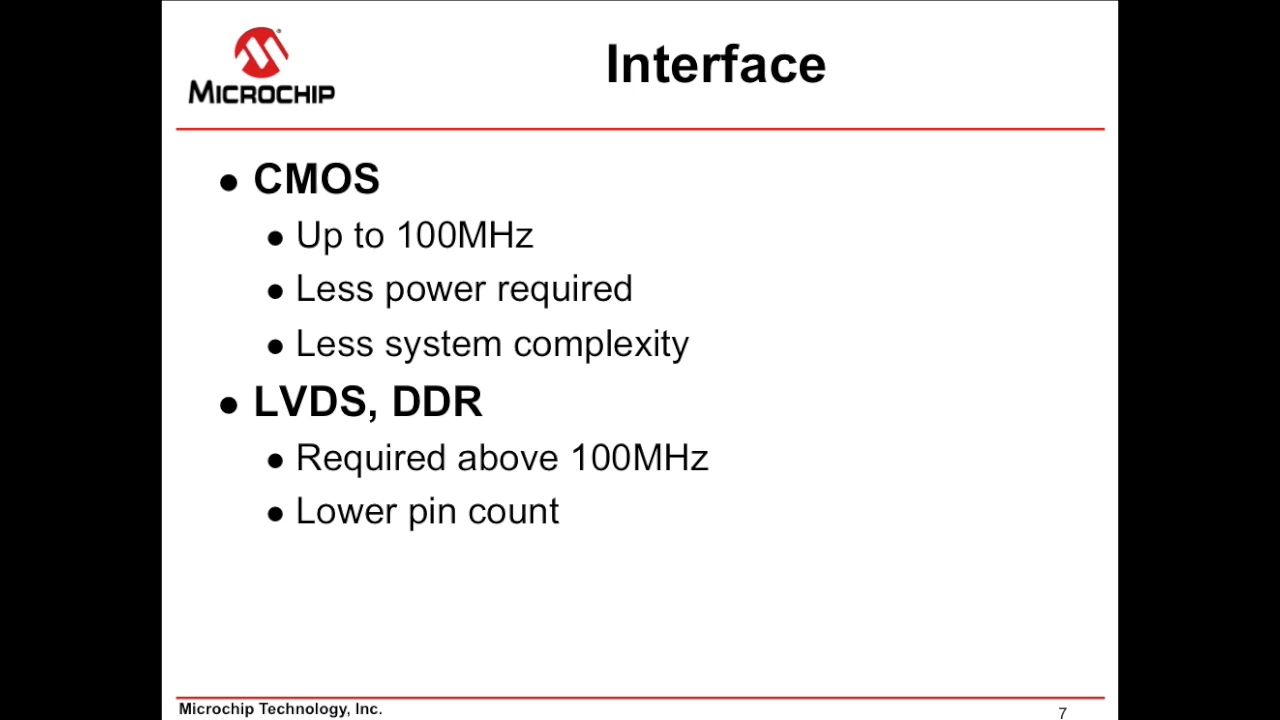 MICROCHIP
Interface
● CMOS
● Up to 100MHz
● Less power required
● Less system complexity
● LVDS, DDR
● Required above 100MHz
● Lower pin count
Microchip Technology, Inc.
7